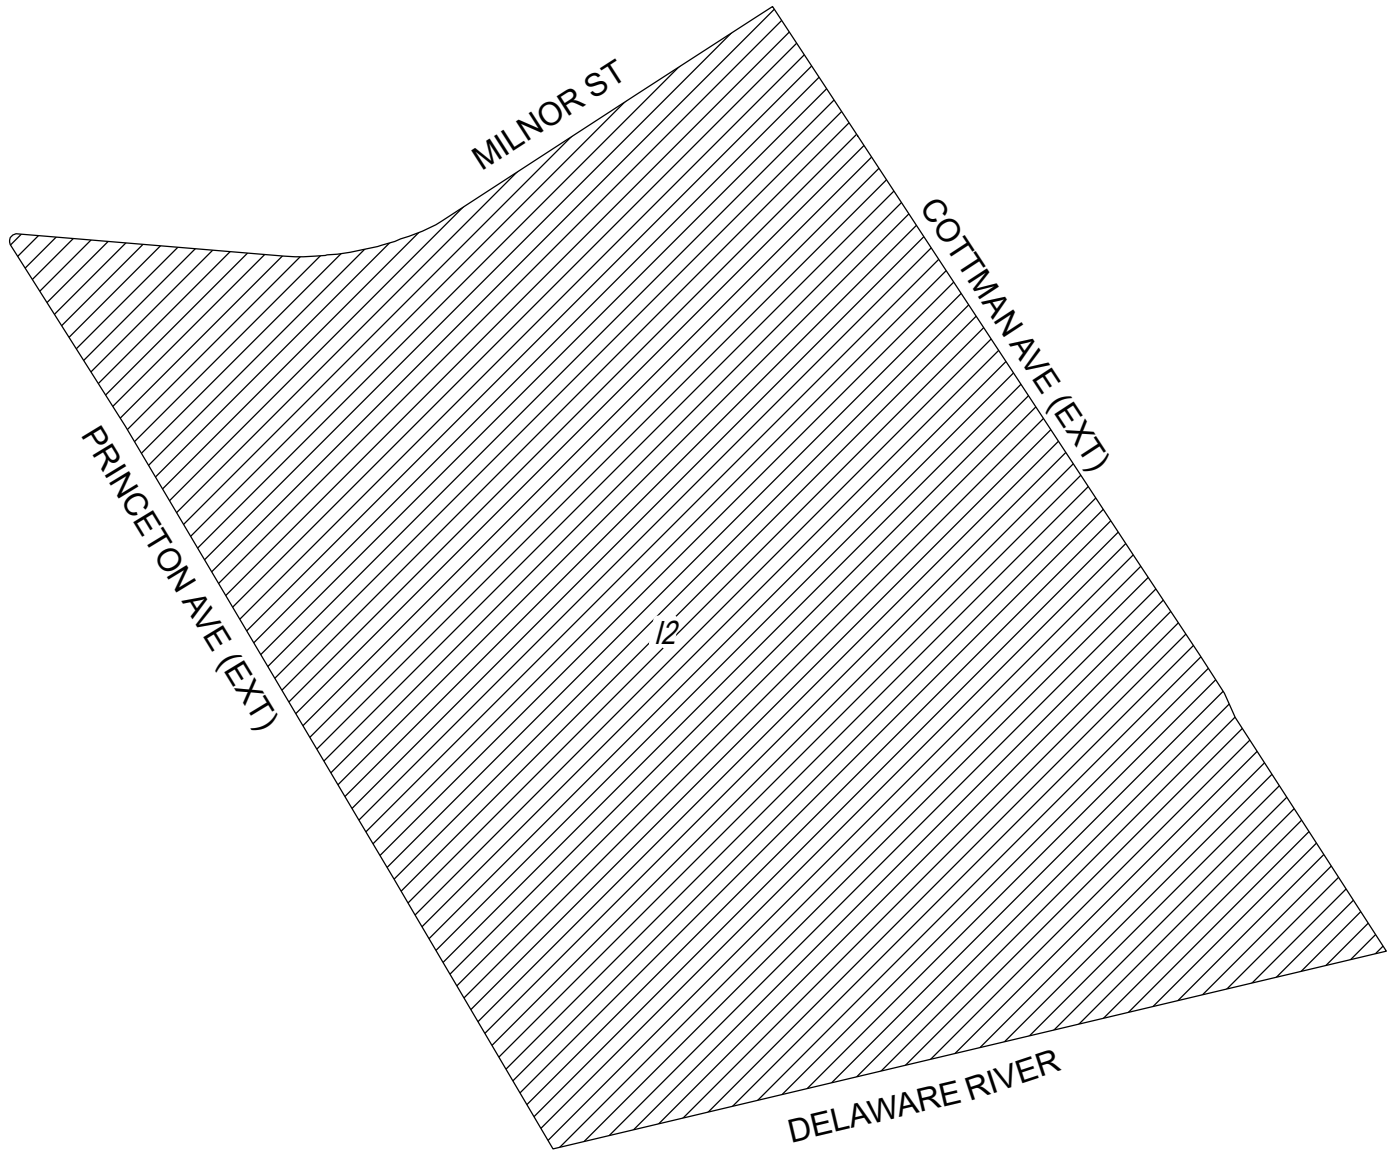 MILNOR ST
COTTMAN AVE (EXT)
PRINCETON AVE (EXT)
I2
DELAWARE RIVER